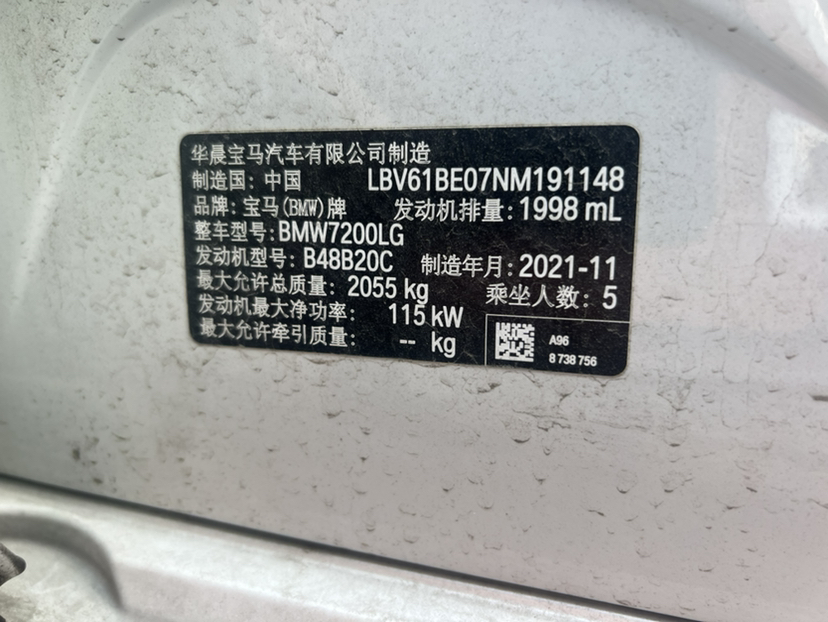 华晨宝马汽车有限公司制造
制造国: 中国 LBV61BE07NM191148
品牌: 宝马(BMW)牌 发动机排量: 1998 mL
整车型号: BMW7200LG
发动机型号: B48B20C 制造年月: 2021-11
最大允许总质量: 2055 kg 乘坐人数: 5
发动机最大净功率: 115 kW
最大允许牵引质量: -- kg
A96
8 738 756